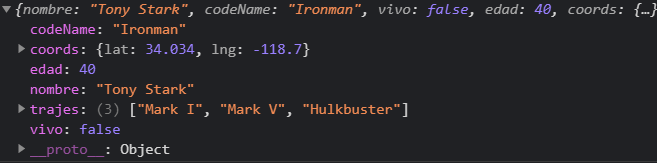 ▼{nombre: "Tony Stark", codeName: "Ironman", vivo: false, edad: 40, coords: {…}
codeName: "Ironman"
▶ coords: {lat: 34.034, lng: -118.7}
edad: 40
nombre: "Tony Stark"
▶ trajes: (3) ["Mark I", "Mark V", "Hulkbuster"]
vivo: false
▶ __proto__: Object